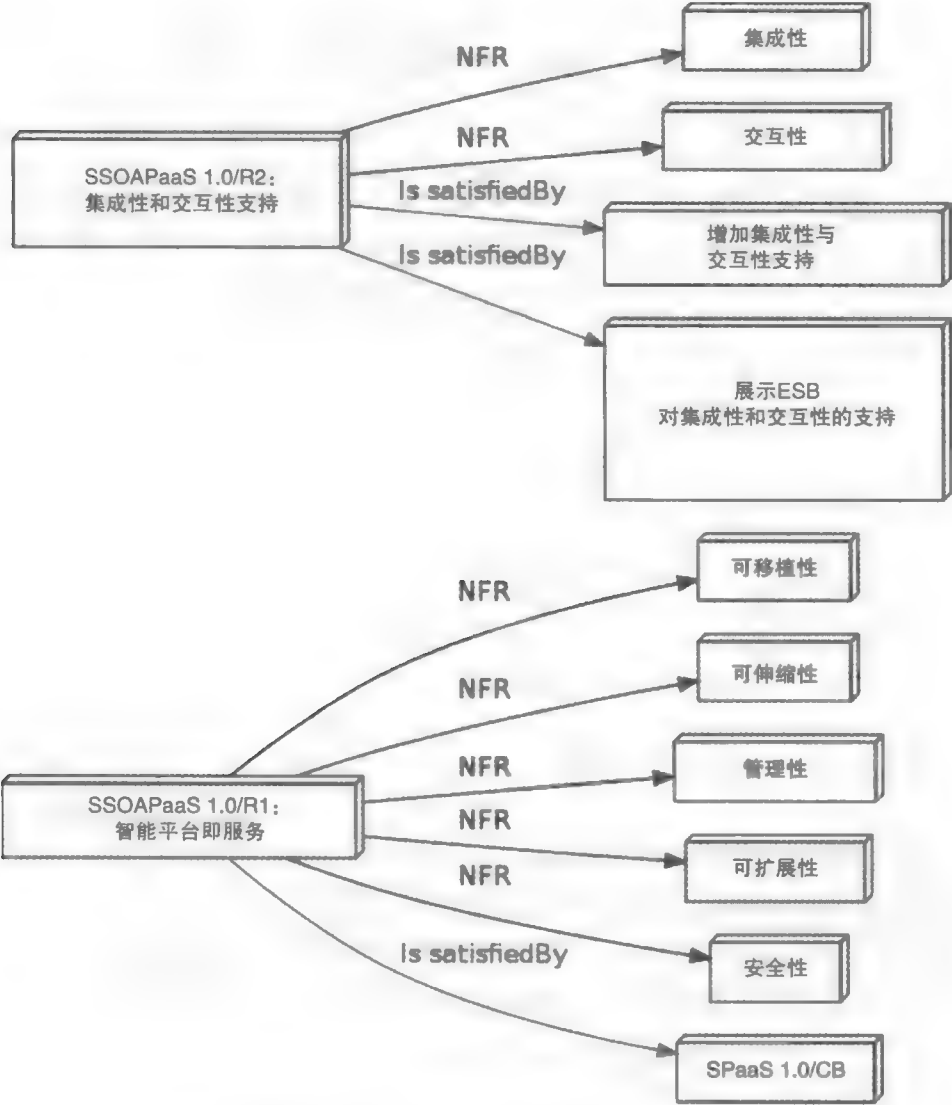 NFR
集成性
NFR
交互性
SSOAPaaS 1.0/R2：
集成性和交互性支持
Is satisfiedBy
增加集成性与
交互性支持
Is satisfiedBy
展示ESB
对集成性和交互性的支持
NFR
可移植性
NFR
可伸缩性
NFR
管理性
SSOAPaaS 1.0/R1：
智能平台即服务
NFR
可扩展性
NFR
安全性
Is satisfiedBy
SPaaS 1.0/CB